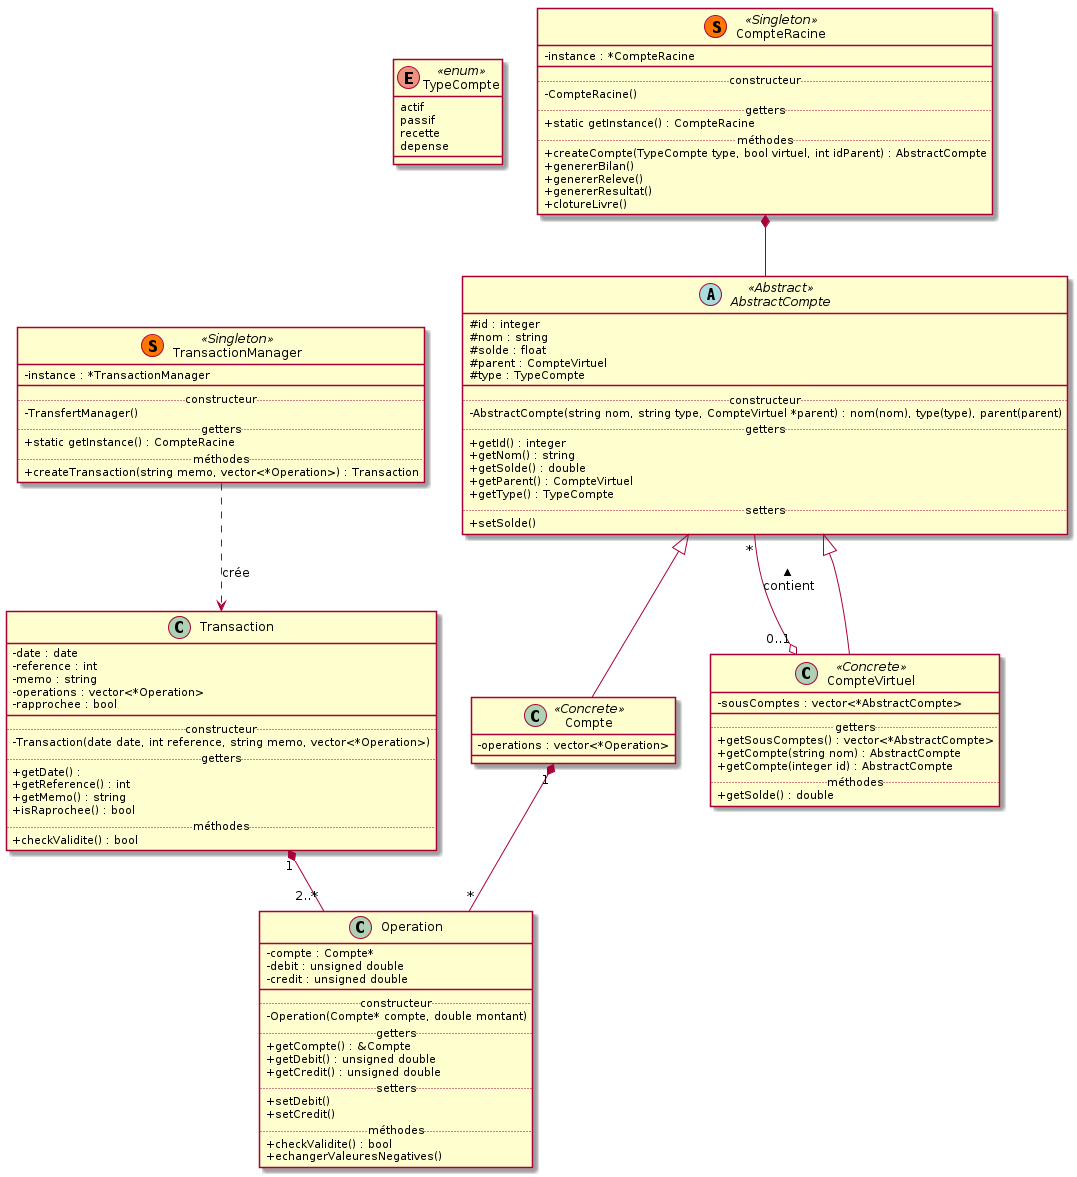 «Singleton»
S
CompteRacine
-instance : *CompteRacine
constructeur
-CompteRacine()
getters
+static getInstance() : CompteRacine
méthodes
+createCompte(TypeCompte type, bool virtuel, int idParent) : AbstractCompte
+genererBilan()
+genererReleve()
+genererResultat()
+clotureLivre()
«enum»
E
TypeCompte
actif
passif
recette
depense
«Abstract»
A
AbstractCompte
#id : integer
#nom : string
#solde : float
#parent : CompteVirtuel
#type : TypeCompte
constructeur
-AbstractCompte(string nom, string type, CompteVirtuel *parent) : nom(nom), type(type), parent(parent)
getters
+getId() : integer
+getNom() : string
+getSolde() : double
+getParent() : CompteVirtuel
+getType() : TypeCompte
setters
+setSolde()
«Singleton»
S
TransactionManager
-instance : *TransactionManager
constructeur
-TransfertManager()
getters
+static getInstance() : CompteRacine
méthodes
+createTransaction(string memo, vector<*Operation>) : Transaction
crée
*
contient
0..1
C
Transaction
-date : date
-reference : int
-memo : string
-operations : vector<*Operation>
-rapprochee : bool
constructeur
-Transaction(date date, int reference, string memo, vector<*Operation>)
getters
+getDate() :
+getReference() : int
+getMemo() : string
+isRaprochee() : bool
méthodes
+checkValidite() : bool
«Concrete»
C
Compte
-operations : vector<*Operation>
«Concrete»
C
CompteVirtuel
-sousComptes : vector<*AbstractCompte>
getters
+getSousComptes() : vector<*AbstractCompte>
+getCompte(string nom) : AbstractCompte
+getCompte(integer id) : AbstractCompte
méthodes
+getSolde() : double
1
2..*
1
*
C
Operation
-compte : Compte*
-debit : unsigned double
-credit : unsigned double
constructeur
-Operation(Compte* compte, double montant)
getters
+getCompte() : &Compte
+getDebit() : unsigned double
+getCredit() : unsigned double
setters
+setDebit()
+setCredit()
méthodes
+checkValidite() : bool
+echangerValeuresNegatives()